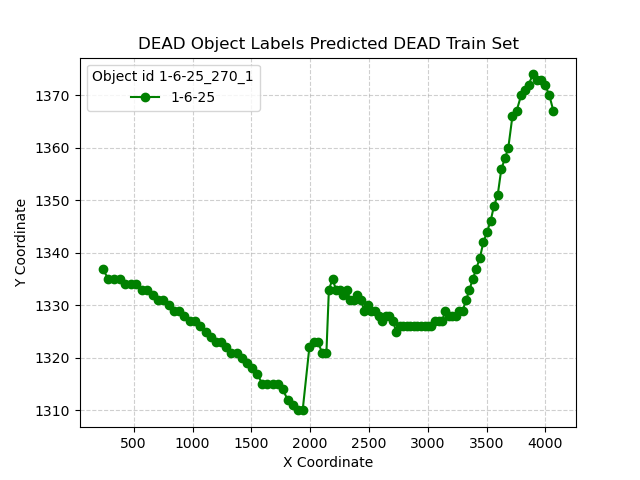 DEAD Object Labels Predicted DEAD Train Set
Object id 1-6-25_270_1
1-6-25
Y Coordinate
1370
1360
1350
1340
1330
1320
1310
500 1000 1500 2000 2500 3000 3500 4000
X Coordinate